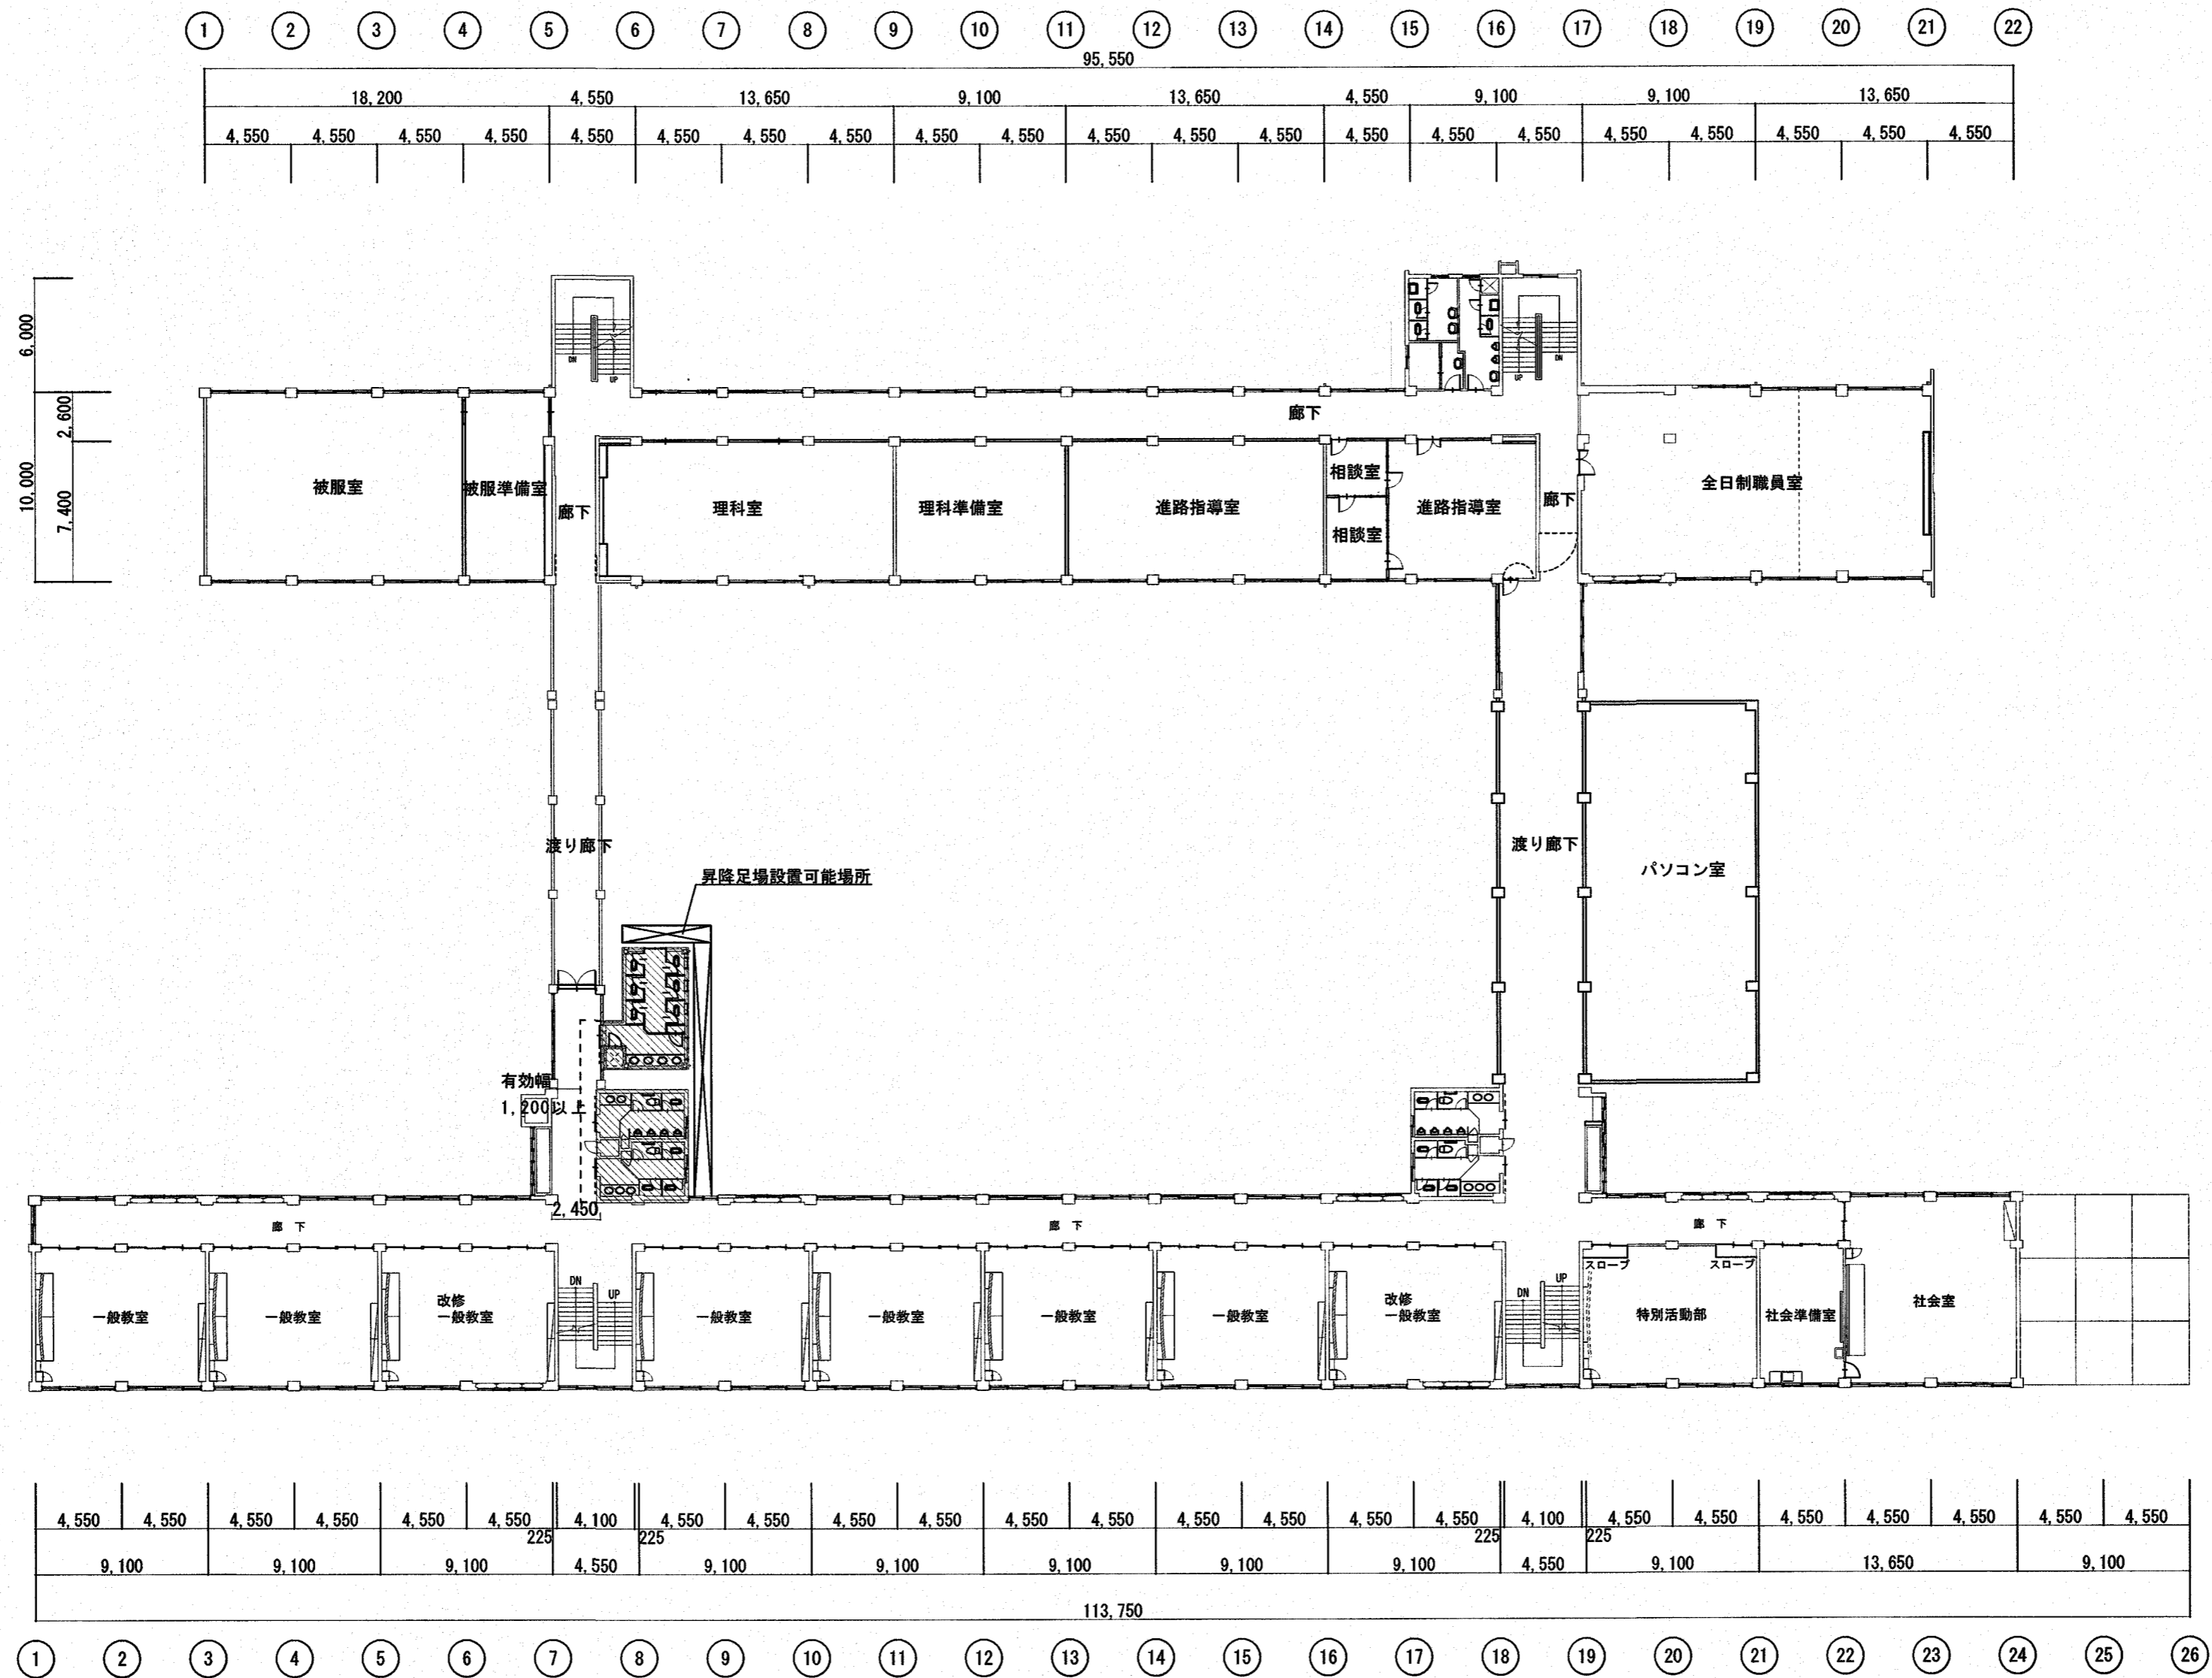 1 2 3 4 5 6 7 8 9 10 11 12 13 14 15 16 17 18 19 20 21 22
95,550
18,200 4,550 13,650 9,100 13,650 4,550 9,100 9,100 13,650
4,550 4,550 4,550 4,550 4,550 4,550 4,550 4,550 4,550 4,550 4,550 4,550 4,550 4,550 4,550 4,550 4,550 4,550 4,550 4,550 4,550
6,000
2,600
10,000
7,400
DN
UP
UP
DN
廊下
被服室
被服準備室
廊下
理科室
理科準備室
進路指導室
相談室
相談室
進路指導室
廊下
全日制職員室
渡り廊下
渡り廊下
パソコン室
昇降足場設置可能場所
有効幅
1,200以上
2,450
廊 下
廊 下
廊 下
一般教室
一般教室
改修
一般教室
DN
UP
一般教室
一般教室
一般教室
一般教室
改修
一般教室
DN
UP
スロープ
スロープ
特別活動部
社会準備室
社会室
4,550 4,550 4,550 4,550 4,550 4,550 4,100 4,550 4,550 4,550 4,550 4,550 4,550 4,550 4,550 4,550 4,550 4,100 4,550 4,550 4,550 4,550 4,550 4,550 4,550
225 225 225 225
9,100 9,100 9,100 4,550 9,100 9,100 9,100 9,100 9,100 4,550 9,100 13,650 9,100
113,750
1 2 3 4 5 6 7 8 9 10 11 12 13 14 15 16 17 18 19 20 21 22 23 24 25 26